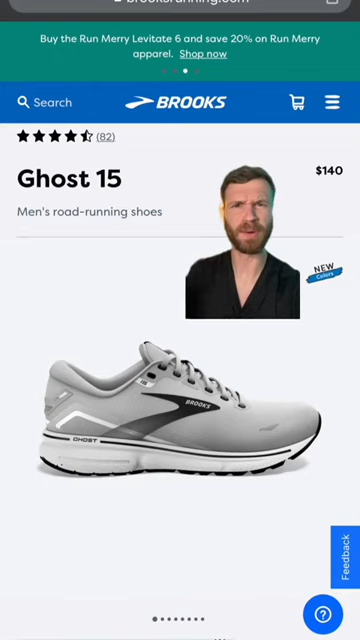 brooksrunning.com
Buy the Run Merry Levitate 6 and save 20% on Run Merry
apparel. Shop now
Search
BROOKS
(82)
Ghost 15
$140
Men's road-running shoes
NEW
Colors
BROOKS
GHOST
Feedback
?